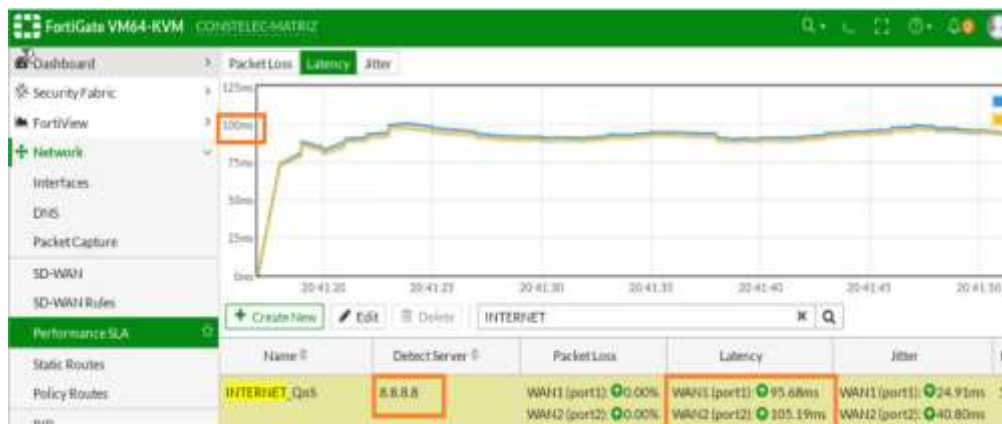 FortiGate VM64-KVM CONSTELEC-MATRIZ
Dashboard
Security Fabric
FortiView
Network
Interfaces
DNS
Packet Capture
SD-WAN
SD-WAN Rules
Performance SLA
Static Routes
Policy Routes
Packet Loss Latency Jitter
125ms
100ms
75ms
50ms
25ms
0ms
20:41:20 20:41:25 20:41:30 20:41:35 20:41:40 20:41:45 20:41:50
+ Create New Edit Delete INTERNET
Name Detect Server Packet Loss Latency Jitter
INTERNET_QoS 8.8.8.8 WAN1 (port1): 0.00% WAN1 (port1): 95.68ms WAN1 (port1): 24.91ms
WAN2 (port2): 0.00% WAN2 (port2): 105.19ms WAN2 (port2): 40.80ms